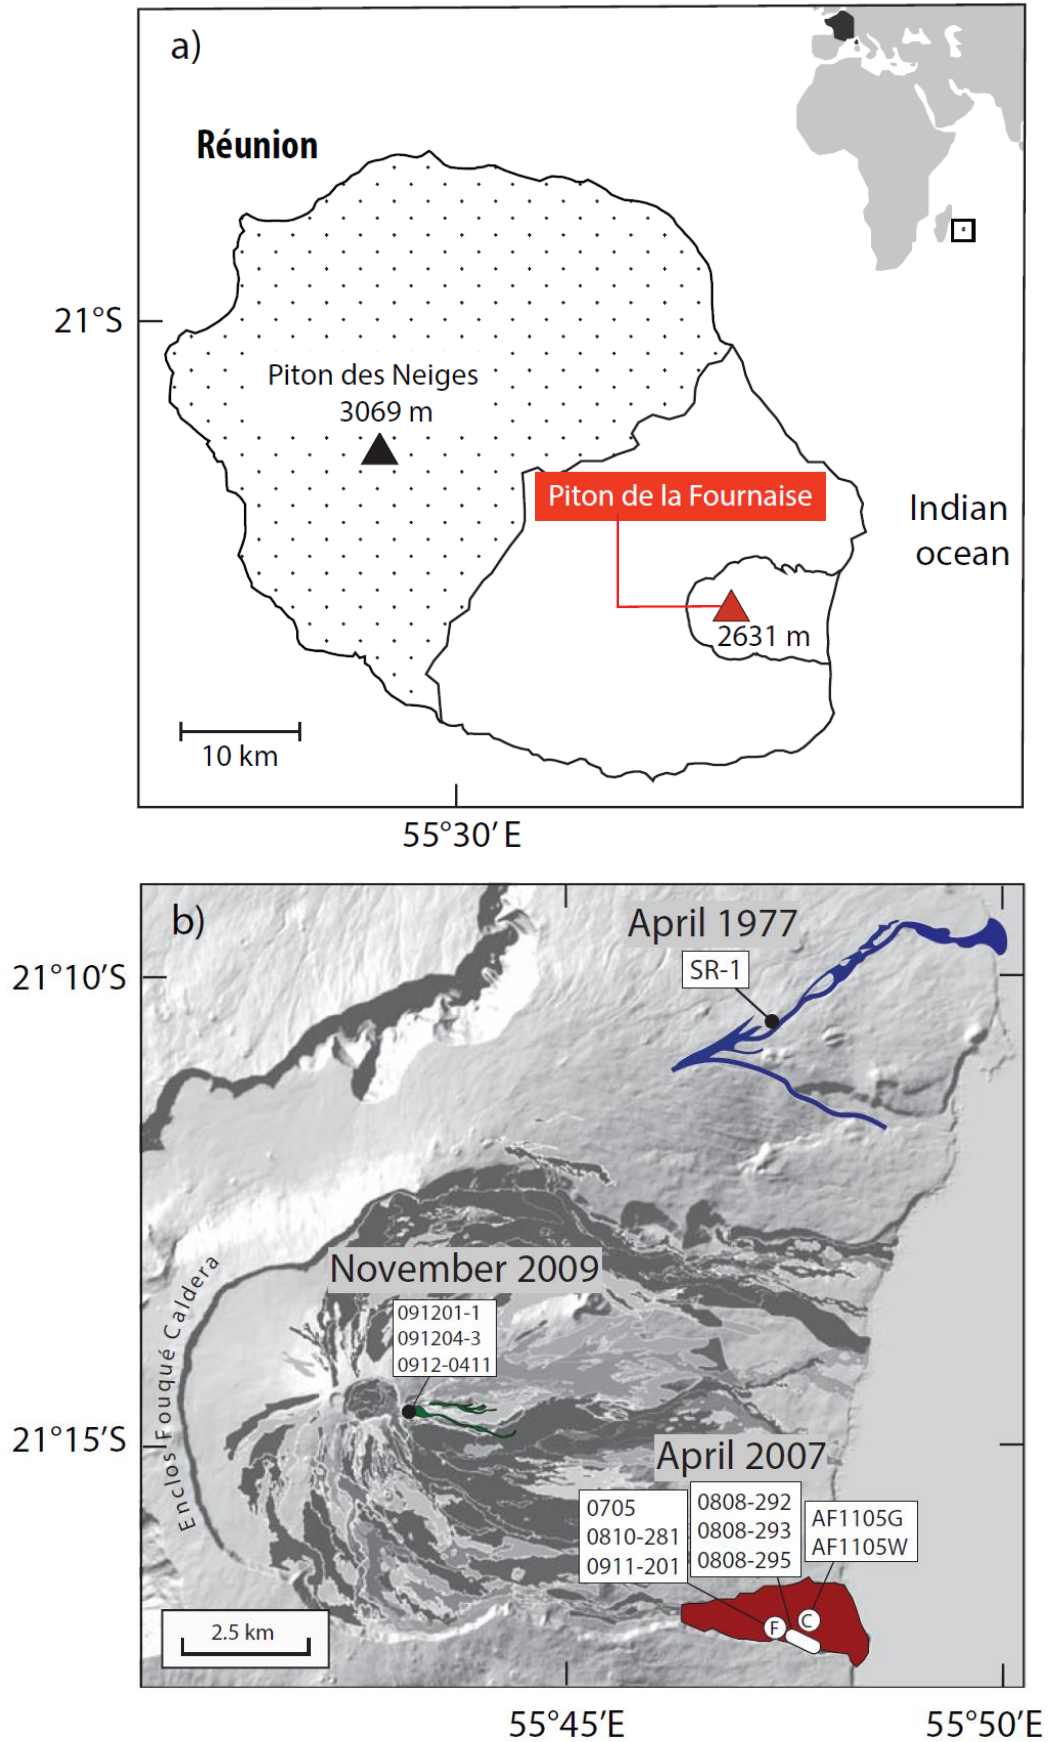 a)
Réunion
21°S
Piton des Neiges
3069 m
Piton de la Fournaise
Indian
ocean
2631 m
10 km
55°30’E
b)
April 1977
SR-1
21°10’S
November 2009
091201-1
091204-3
0912-0411
Enclos Fouqué Caldera
21°15’S
April 2007
0705
0810-281
0911-201
0808-292
0808-293
0808-295
AF1105G
AF1105W
F
C
2.5 km
55°45’E
55°50’E